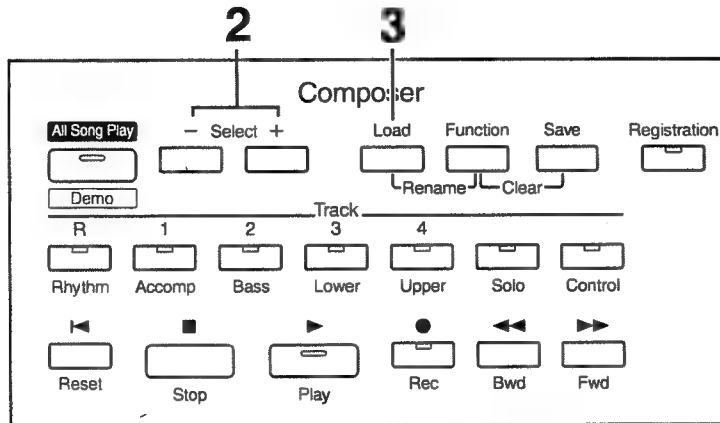 2 3
Composer
All Song Play - Select + Load Function Save Registration
Demo Rename Clear
Track
R 1 2 3 4
Rhythm Accomp Bass Lower Upper Solo Control
Reset Stop Play Rec Bwd Fwd